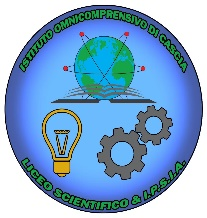 ISTITUTO OMNICOMPRENSIVO DI CASCIA
LICEO SCIENTIFICO & I.P.S.I.A.